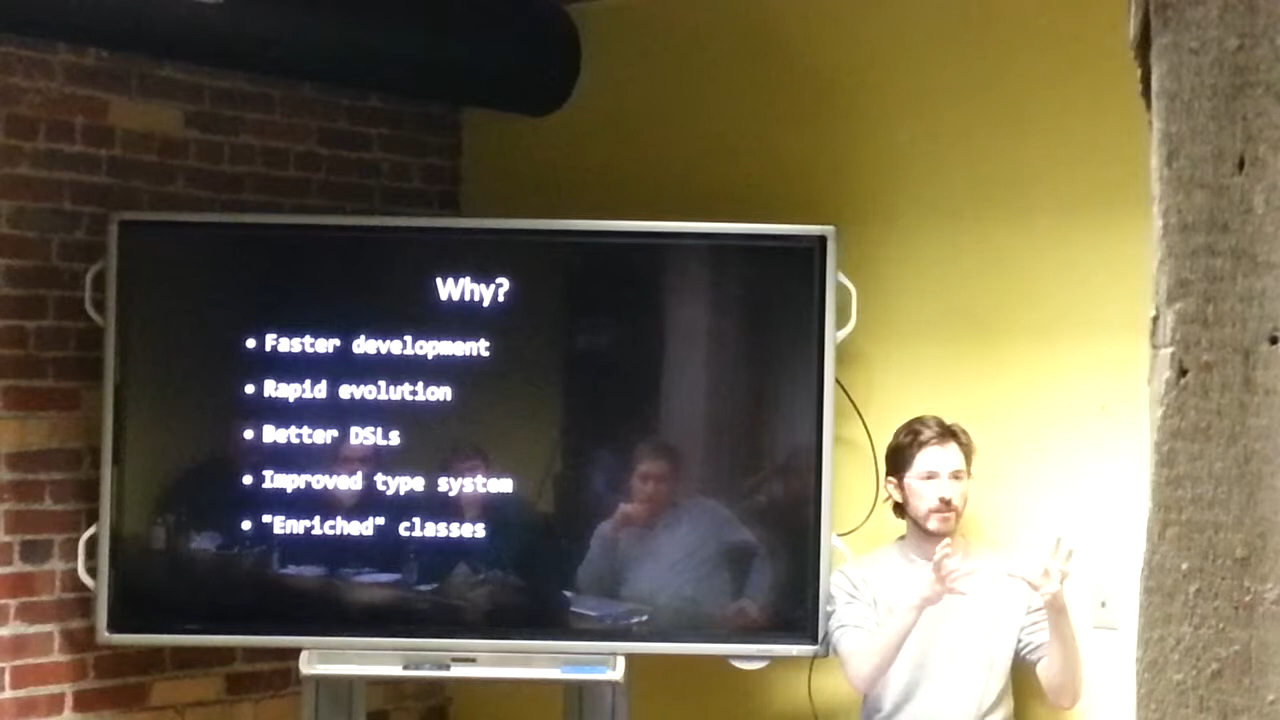 Why?
• Faster development
• Rapid evolution
• Better DSLs
• Improved type system
• "Enriched" classes